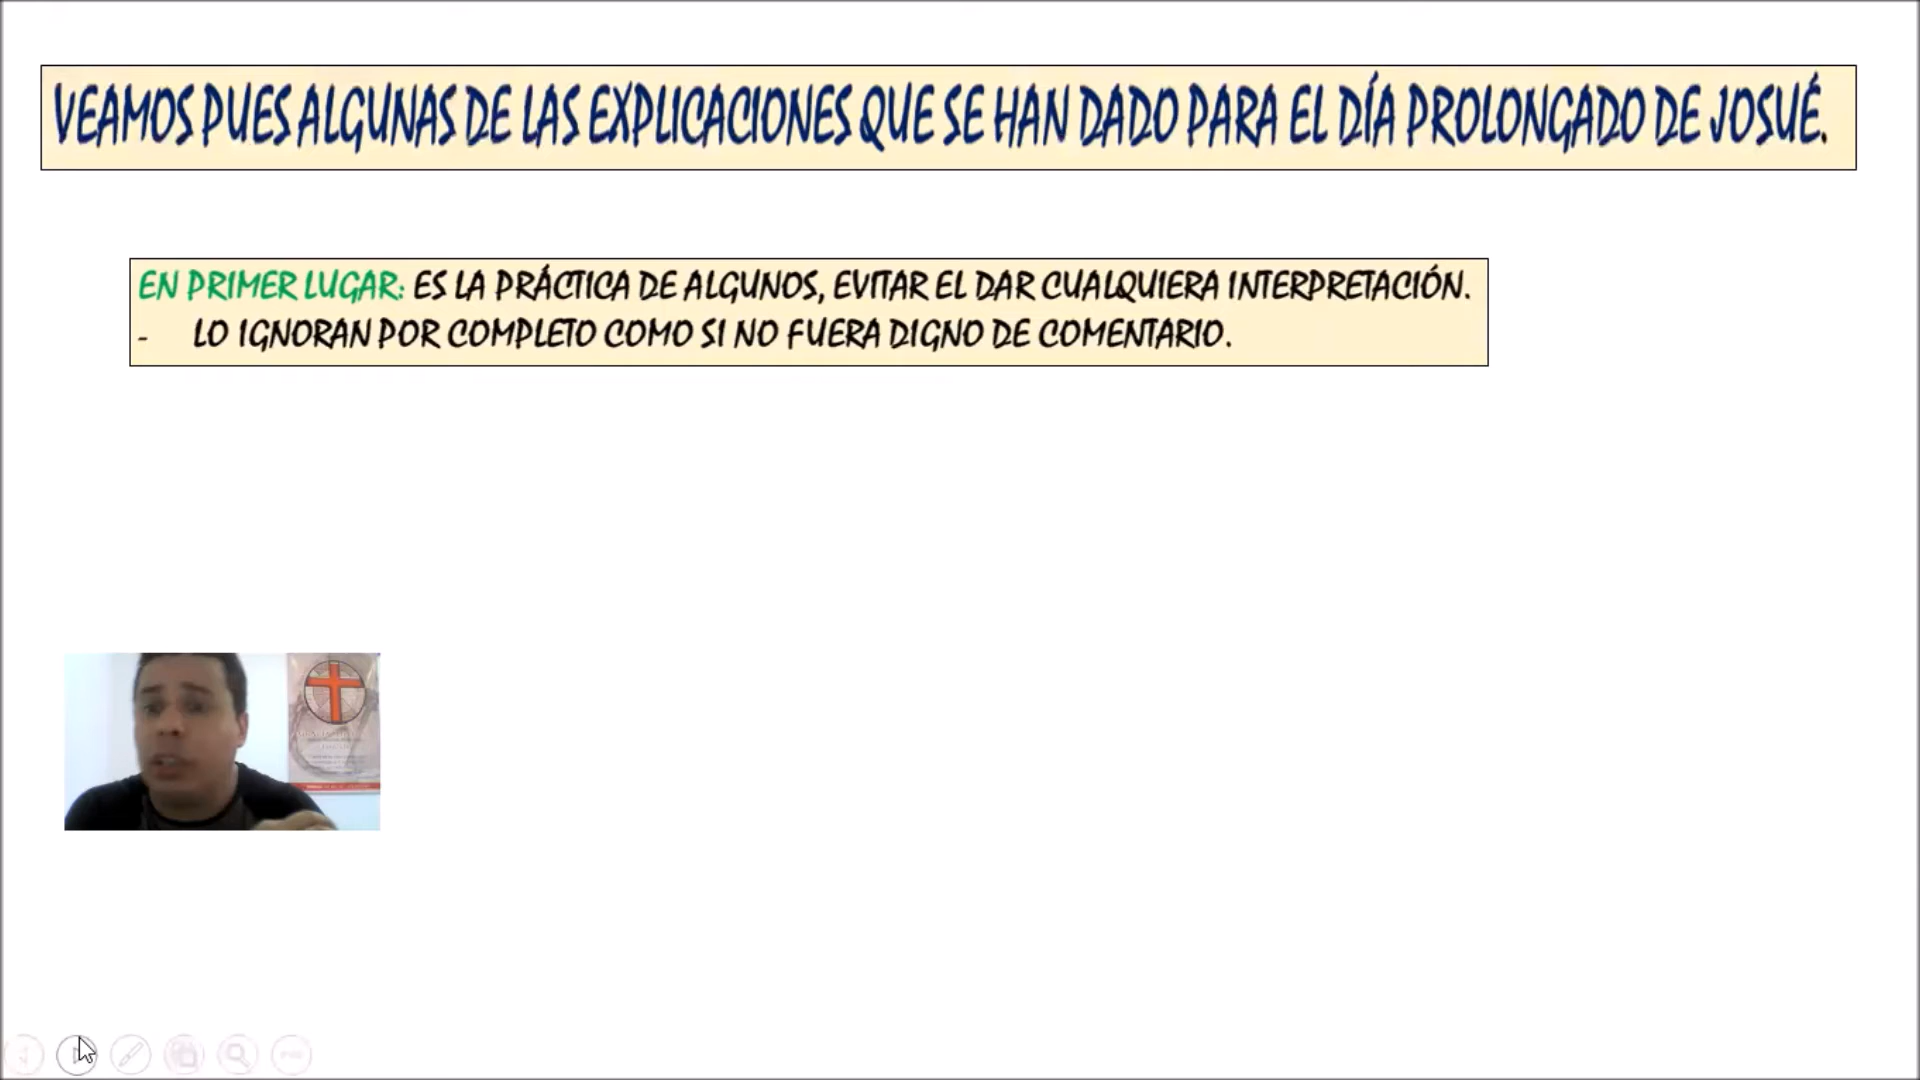 VEAMOS PUES ALGUNAS DE LAS EXPLICACIONES QUE SE HAN DADO PARA EL DÍA PROLONGADO DE JOSUÉ.
EN PRIMER LUGAR: ES LA PRÁCTICA DE ALGUNOS, EVITAR EL DAR CUALQUIERA INTERPRETACIÓN.
- LO IGNORAN POR COMPLETO COMO SI NO FUERA DIGNO DE COMENTARIO.